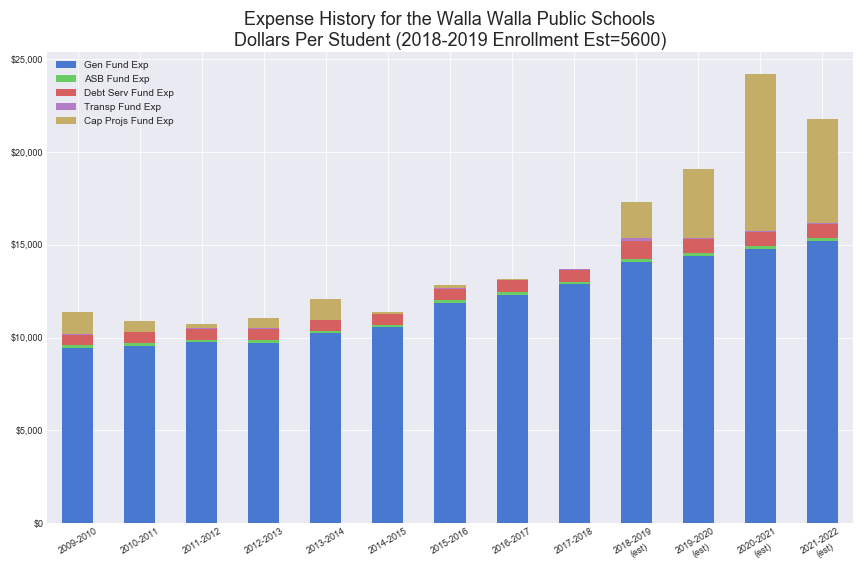 Expense History for the Walla Walla Public Schools
Dollars Per Student (2018-2019 Enrollment Est=5600)
Gen Fund Exp
ASB Fund Exp
Debt Serv Fund Exp
Transp Fund Exp
Cap Projs Fund Exp
$25,000
$20,000
$15,000
$10,000
$5,000
$0
2009-2010
2010-2011
2011-2012
2012-2013
2013-2014
2014-2015
2015-2016
2016-2017
2017-2018
2018-2019
(est)
2019-2020
(est)
2020-2021
(est)
2021-2022
(est)